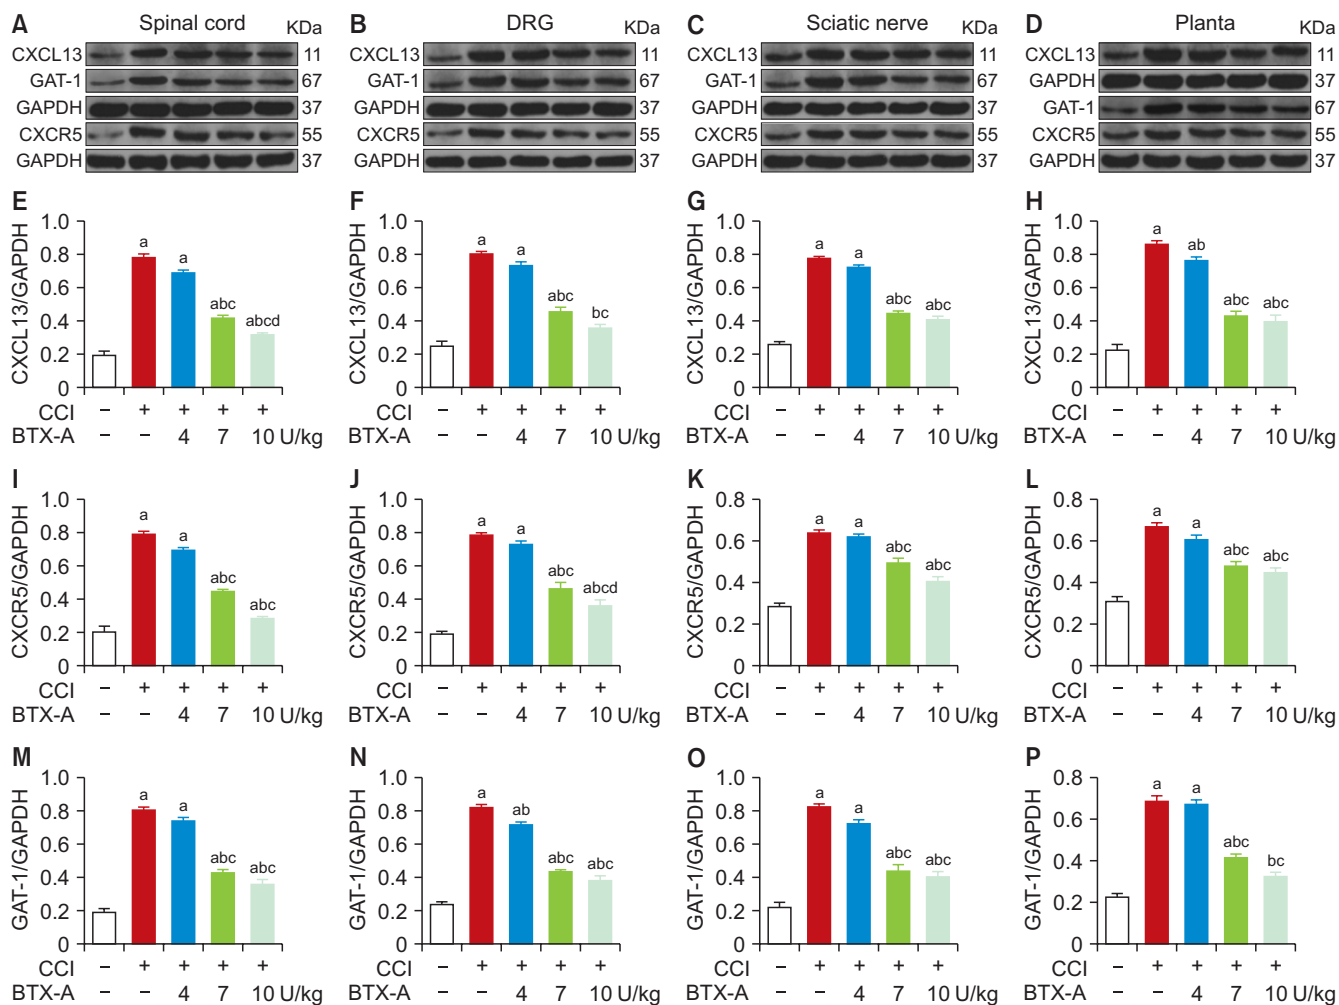 A Spinal cord KDa
CXCL13 11
GAT-1 67
GAPDH 37
CXCR5 55
GAPDH 37
B DRG KDa
CXCL13 11
GAT-1 67
GAPDH 37
CXCR5 55
GAPDH 37
C Sciatic nerve KDa
CXCL13 11
GAT-1 67
GAPDH 37
CXCR5 55
GAPDH 37
D Planta KDa
CXCL13 11
GAPDH 37
GAT-1 67
CXCR5 55
GAPDH 37
E
CXCL13/GAPDH
1.0
0.8
0.6
0.4
0.2
0
a a abc abcd
CCI – + + + +
BTX-A – – 4 7 10 U/kg
F
CXCL13/GAPDH
1.0
0.8
0.6
0.4
0.2
0
a a abc bc
CCI – + + + +
BTX-A – – 4 7 10 U/kg
G
CXCL13/GAPDH
1.0
0.8
0.6
0.4
0.2
0
a a abc abc
CCI – + + + +
BTX-A – – 4 7 10 U/kg
H
CXCL13/GAPDH
1.0
0.8
0.6
0.4
0.2
0
a ab abc abc
CCI – + + + +
BTX-A – – 4 7 10 U/kg
I
CXCR5/GAPDH
1.0
0.8
0.6
0.4
0.2
0
a a abc abc
CCI – + + + +
BTX-A – – 4 7 10 U/kg
J
CXCR5/GAPDH
1.0
0.8
0.6
0.4
0.2
0
a a abc abcd
CCI – + + + +
BTX-A – – 4 7 10 U/kg
K
CXCR5/GAPDH
0.8
0.6
0.4
0.2
0
a a abc abc
CCI – + + + +
BTX-A – – 4 7 10 U/kg
L
CXCR5/GAPDH
0.8
0.6
0.4
0.2
0
a a abc abc
CCI – + + + +
BTX-A – – 4 7 10 U/kg
M
GAT-1/GAPDH
1.0
0.8
0.6
0.4
0.2
0
a a abc abc
CCI – + + + +
BTX-A – – 4 7 10 U/kg
N
GAT-1/GAPDH
1.0
0.8
0.6
0.4
0.2
0
a ab abc abc
CCI – + + + +
BTX-A – – 4 7 10 U/kg
O
GAT-1/GAPDH
1.0
0.8
0.6
0.4
0.2
0
a a abc abc
CCI – + + + +
BTX-A – – 4 7 10 U/kg
P
GAT-1/GAPDH
0.8
0.6
0.4
0.2
0
a a abc bc
CCI – + + + +
BTX-A – – 4 7 10 U/kg